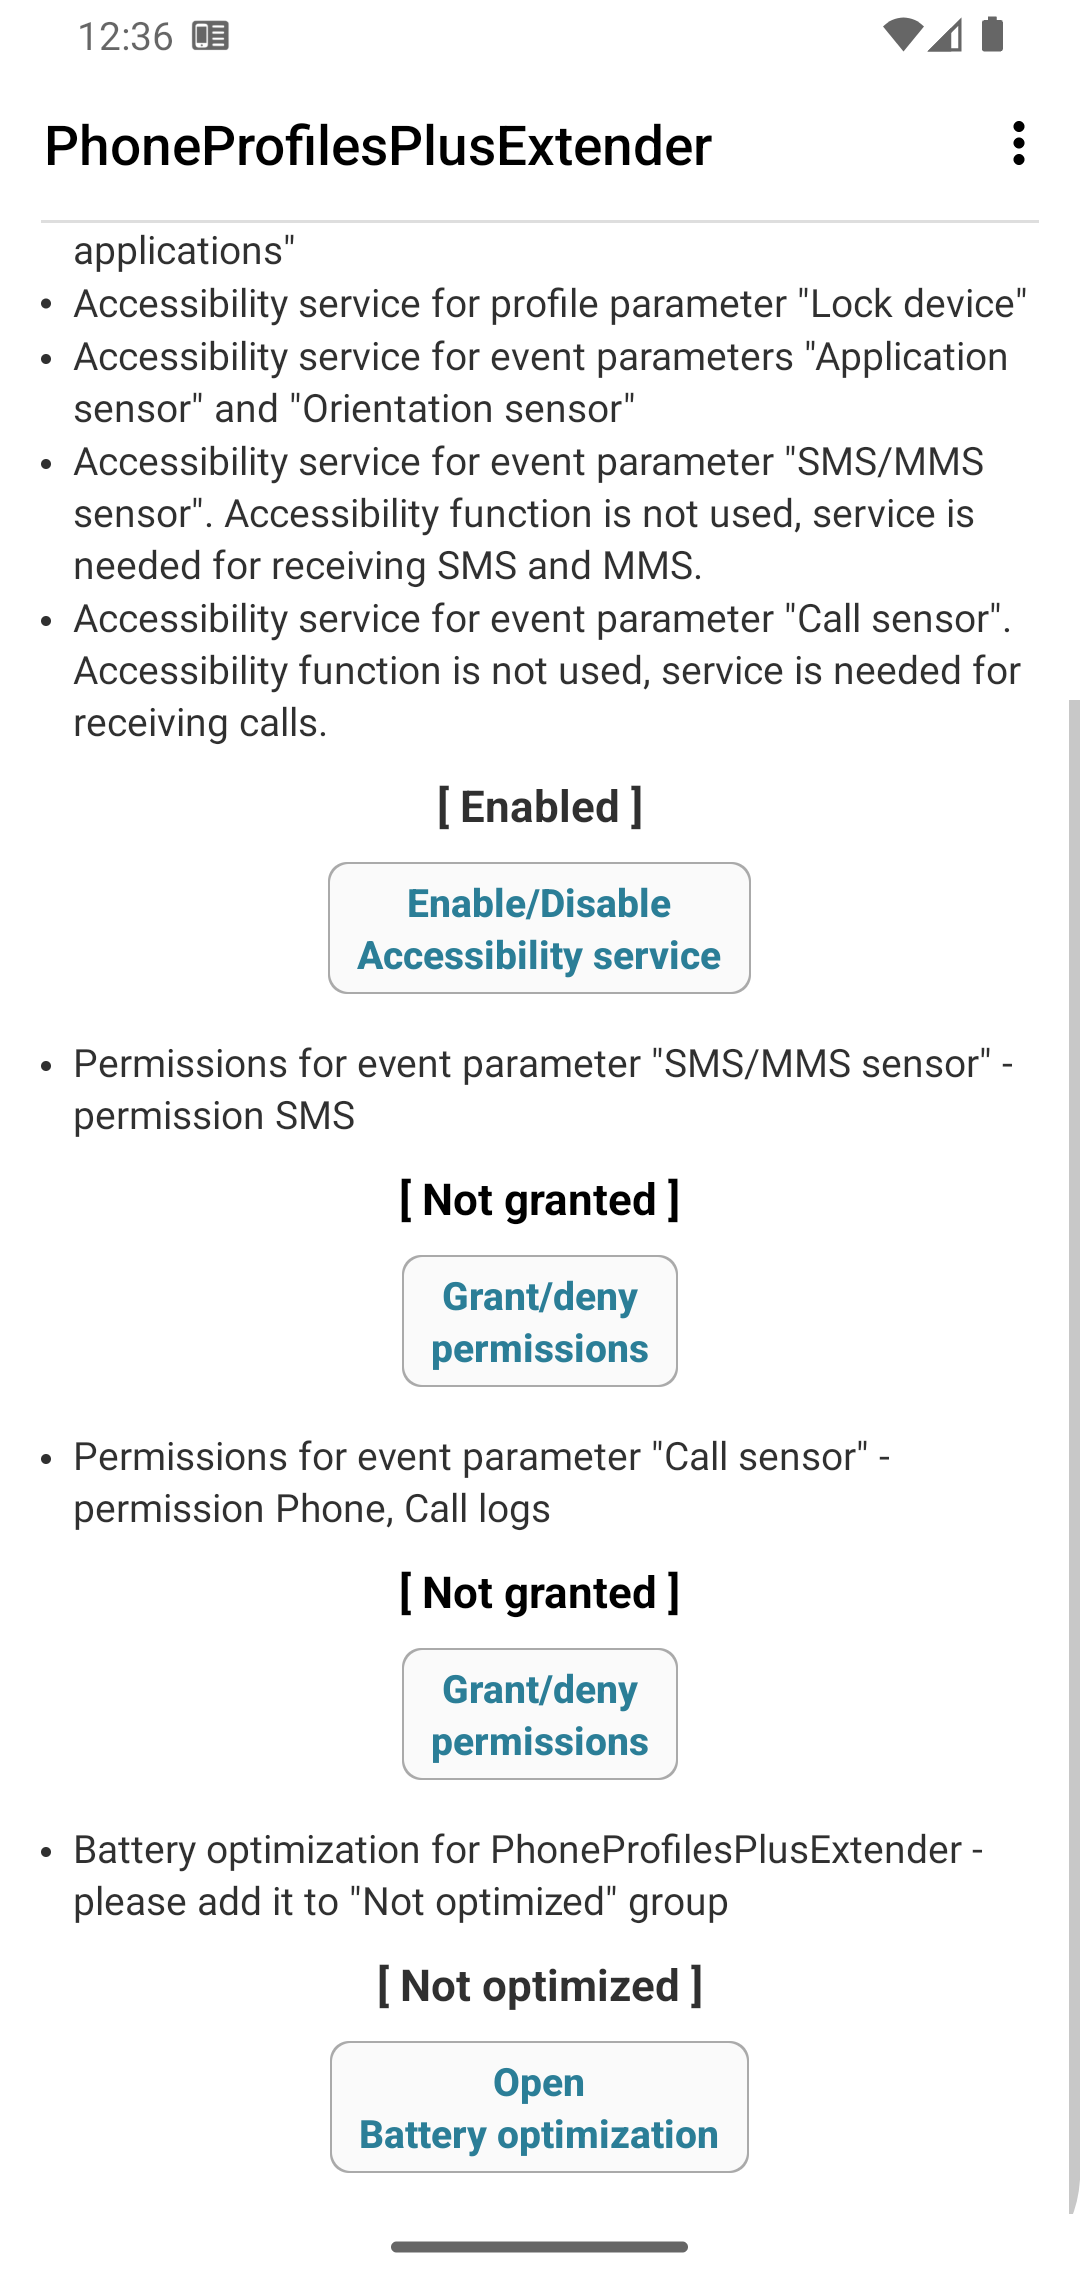 12:36
PhoneProfilesPlusExtender
applications"
• Accessibility service for profile parameter "Lock device"
• Accessibility service for event parameters "Application
sensor" and "Orientation sensor"
• Accessibility service for event parameter "SMS/MMS
sensor". Accessibility function is not used, service is
needed for receiving SMS and MMS.
• Accessibility service for event parameter "Call sensor".
Accessibility function is not used, service is needed for
receiving calls.
[ Enabled ]
Enable/Disable
Accessibility service
• Permissions for event parameter "SMS/MMS sensor" -
permission SMS
[ Not granted ]
Grant/deny
permissions
• Permissions for event parameter "Call sensor" -
permission Phone, Call logs
[ Not granted ]
Grant/deny
permissions
• Battery optimization for PhoneProfilesPlusExtender -
please add it to "Not optimized" group
[ Not optimized ]
Open
Battery optimization